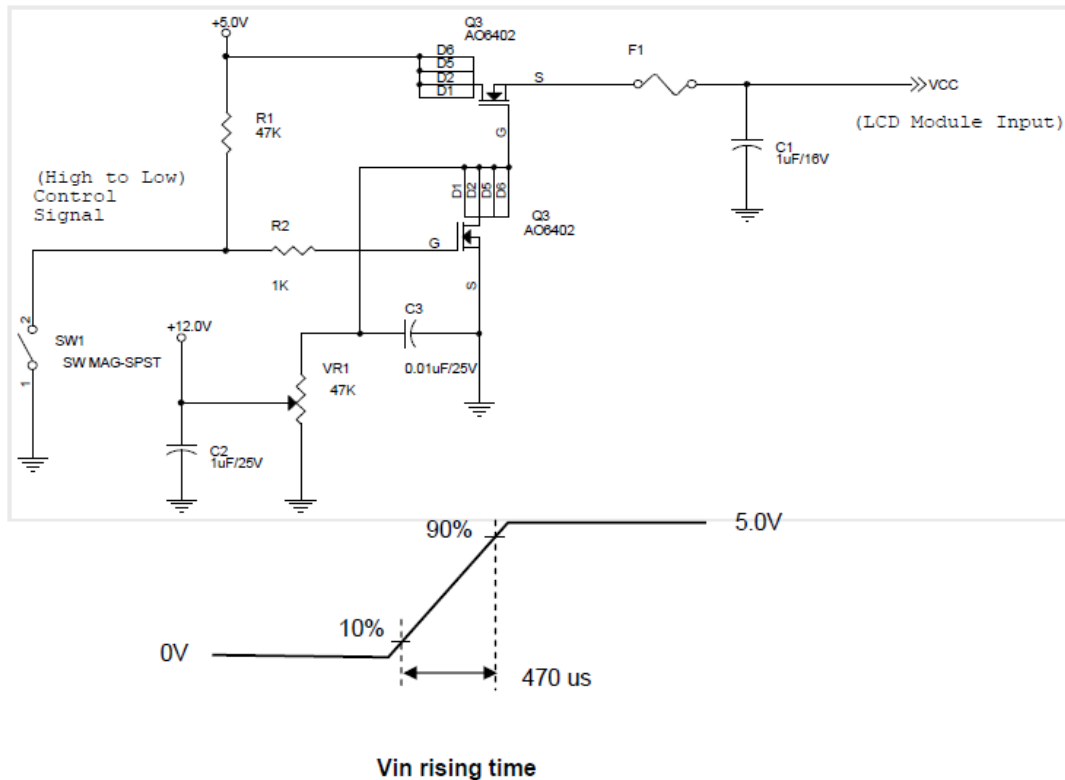 +5.0V
Q3
AO6402
D6
D5
D2
D1
S
G
F1
VCC
(LCD Module Input)
R1
47K
C1
1uF/16V
(High to Low)
Control
Signal
D1
D2
D5
D6
Q3
AO6402
R2
1K
G
S
C3
0.01uF/25V
2
1
SW1
SW MAG-SPST
+12.0V
VR1
47K
C2
1uF/25V
90%
5.0V
10%
0V
470 us
Vin rising time